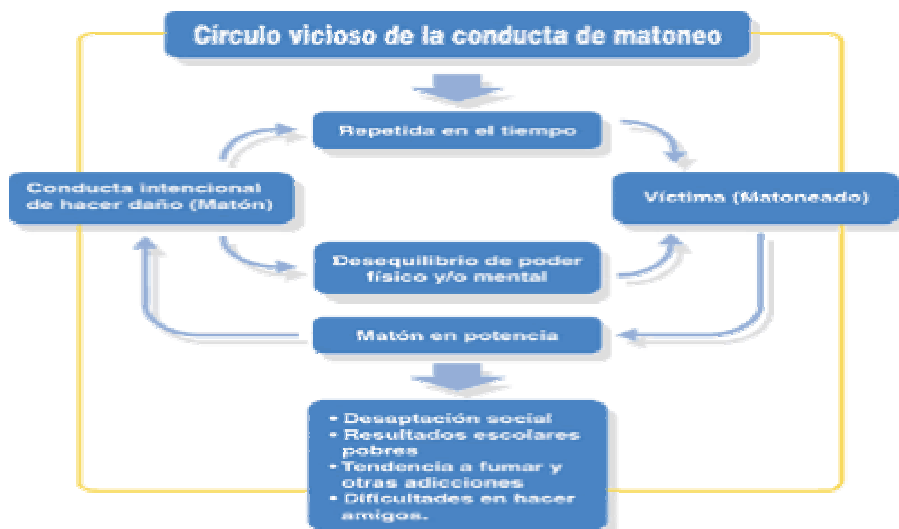 Círculo vicioso de la conducta de matoneo
Repetida en el tiempo
Conducta intencional
de hacer daño (Matón)
Víctima (Matoneado)
Desequilibrio de poder
físico y/o mental
Matón en potencia
• Desaptación social
• Resultados escolares
pobres
• Tendencia a fumar y
otras adicciones
• Dificultades en hacer
amigos.